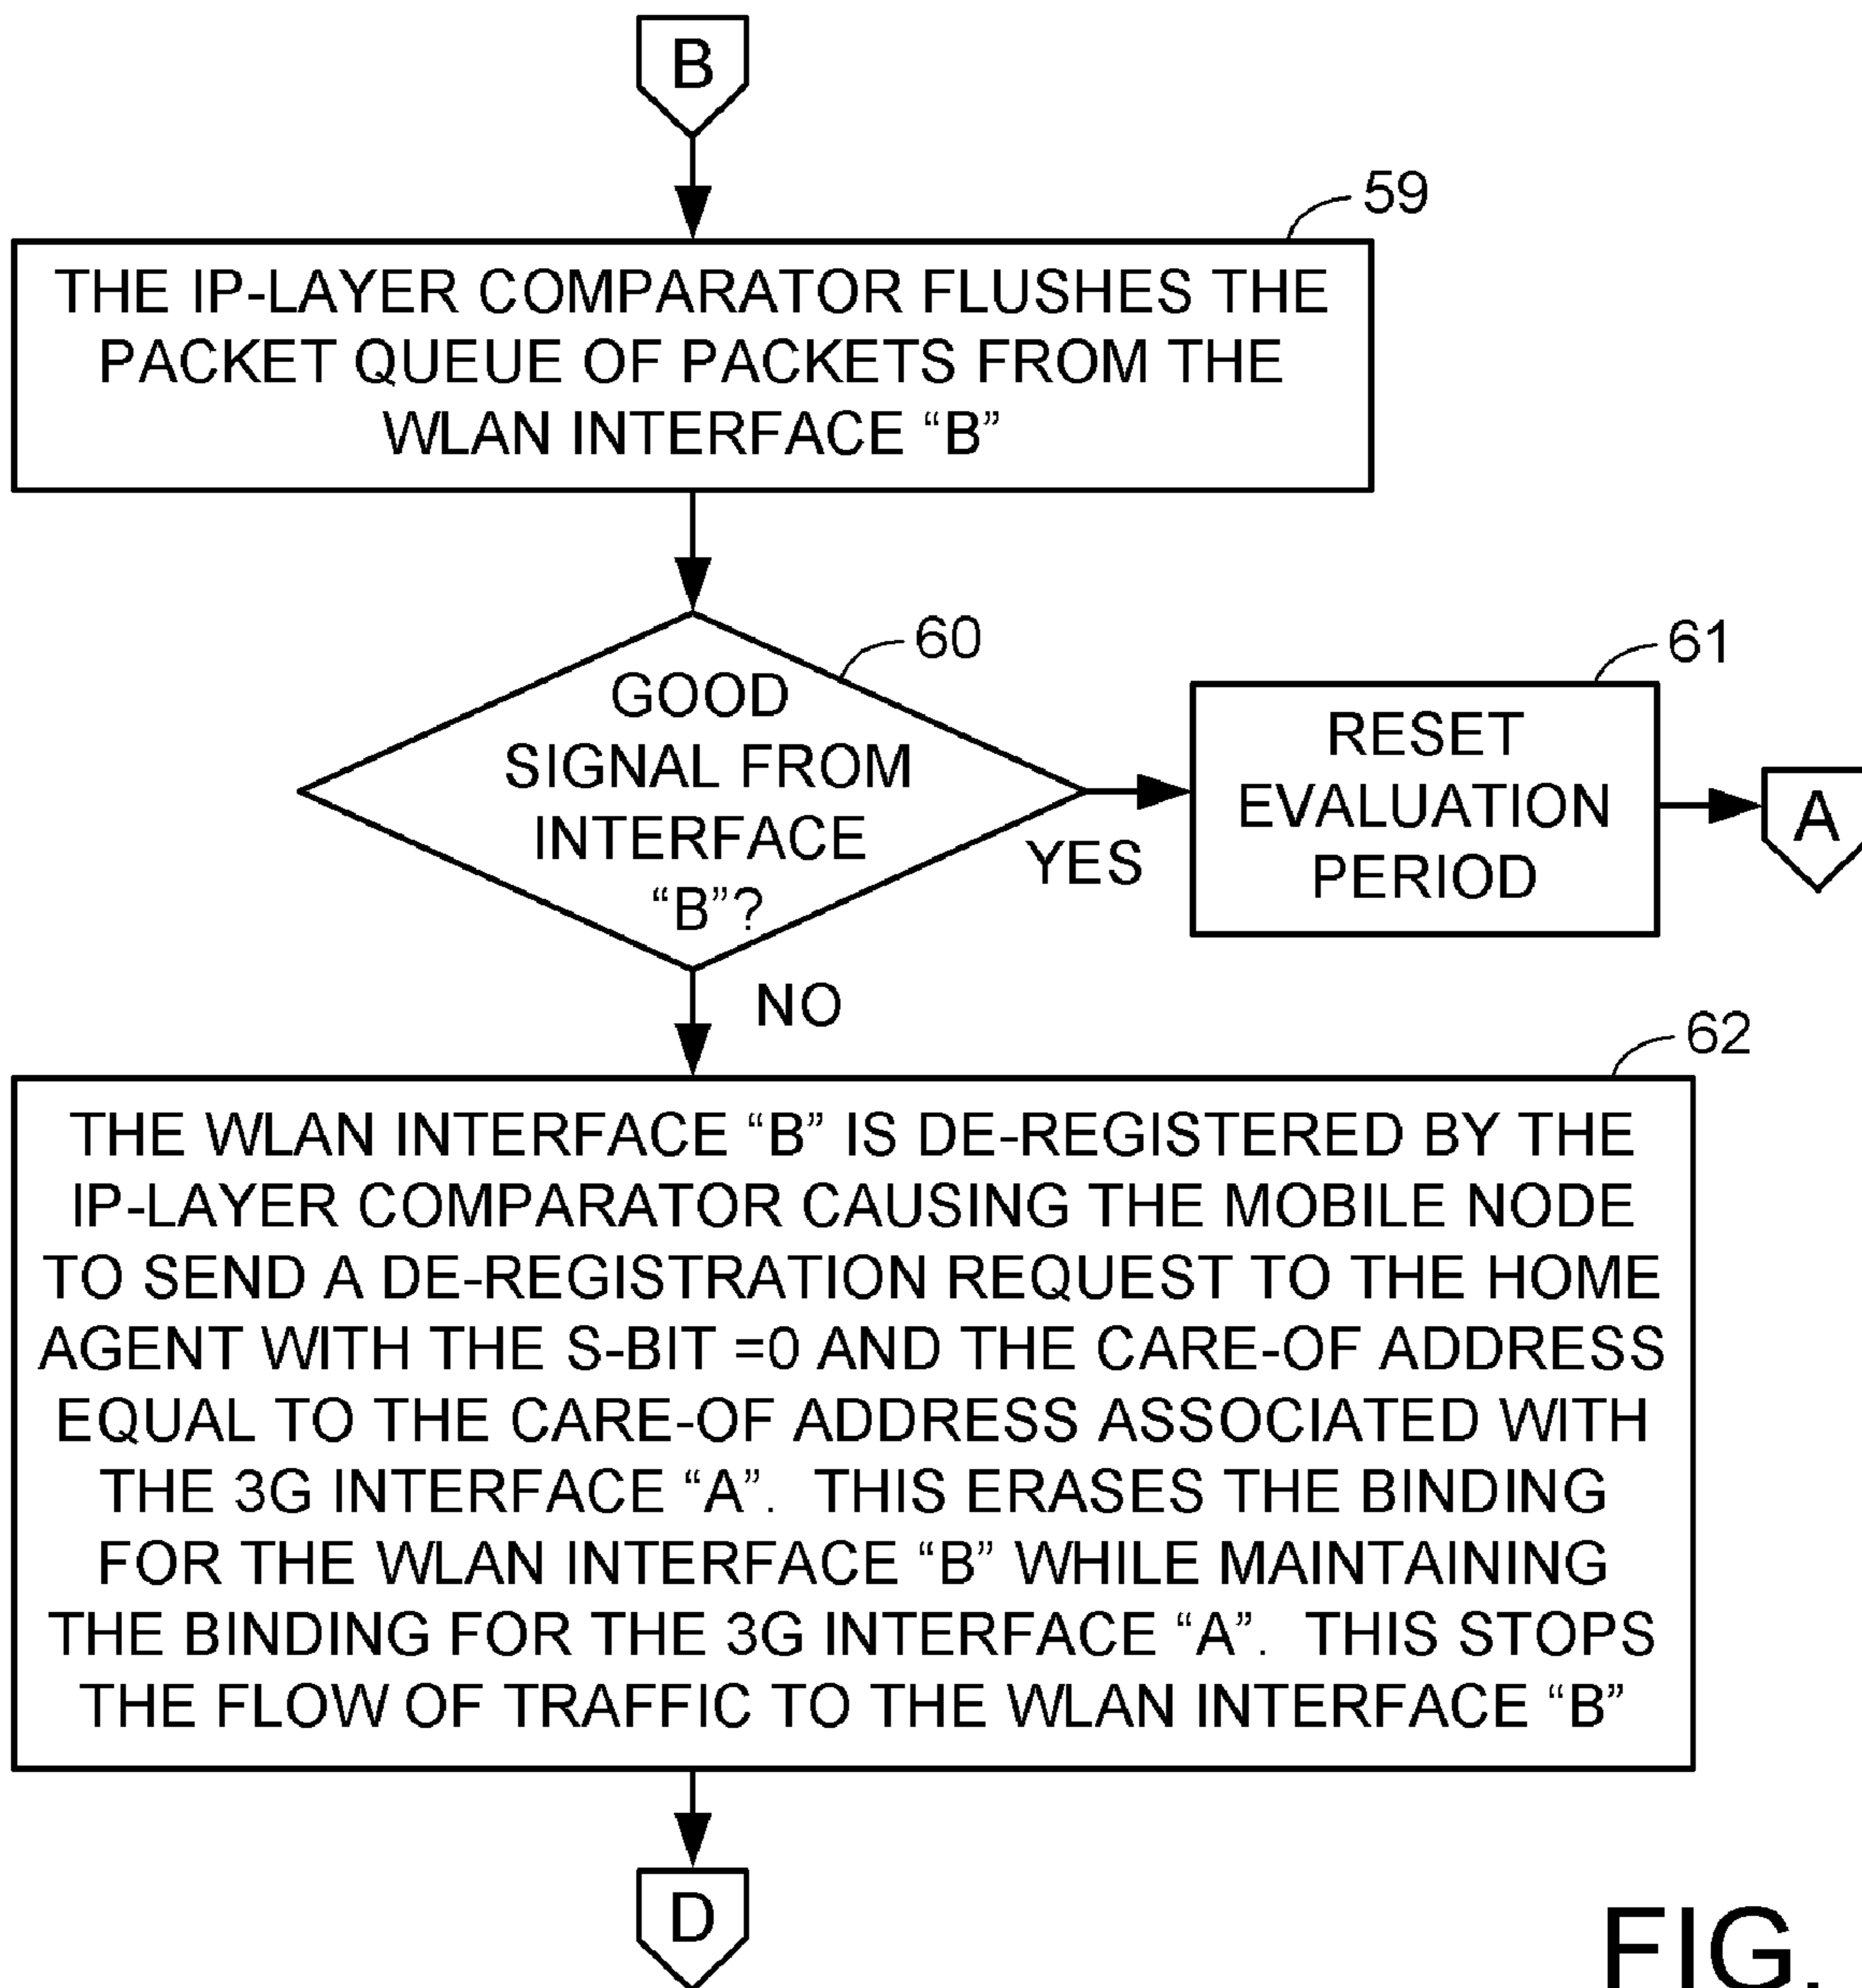 B
59
THE IP-LAYER COMPARATOR FLUSHES THE
PACKET QUEUE OF PACKETS FROM THE
WLAN INTERFACE “B”
60
GOOD
SIGNAL FROM
INTERFACE
“B”?
YES
61
RESET
EVALUATION
PERIOD
A
NO
62
THE WLAN INTERFACE “B” IS DE-REGISTERED BY THE
IP-LAYER COMPARATOR CAUSING THE MOBILE NODE
TO SEND A DE-REGISTRATION REQUEST TO THE HOME
AGENT WITH THE S-BIT =0 AND THE CARE-OF ADDRESS
EQUAL TO THE CARE-OF ADDRESS ASSOCIATED WITH
THE 3G INTERFACE “A”. THIS ERASES THE BINDING
FOR THE WLAN INTERFACE “B” WHILE MAINTAINING
THE BINDING FOR THE 3G INTERFACE “A”. THIS STOPS
THE FLOW OF TRAFFIC TO THE WLAN INTERFACE “B”
D
FIG.